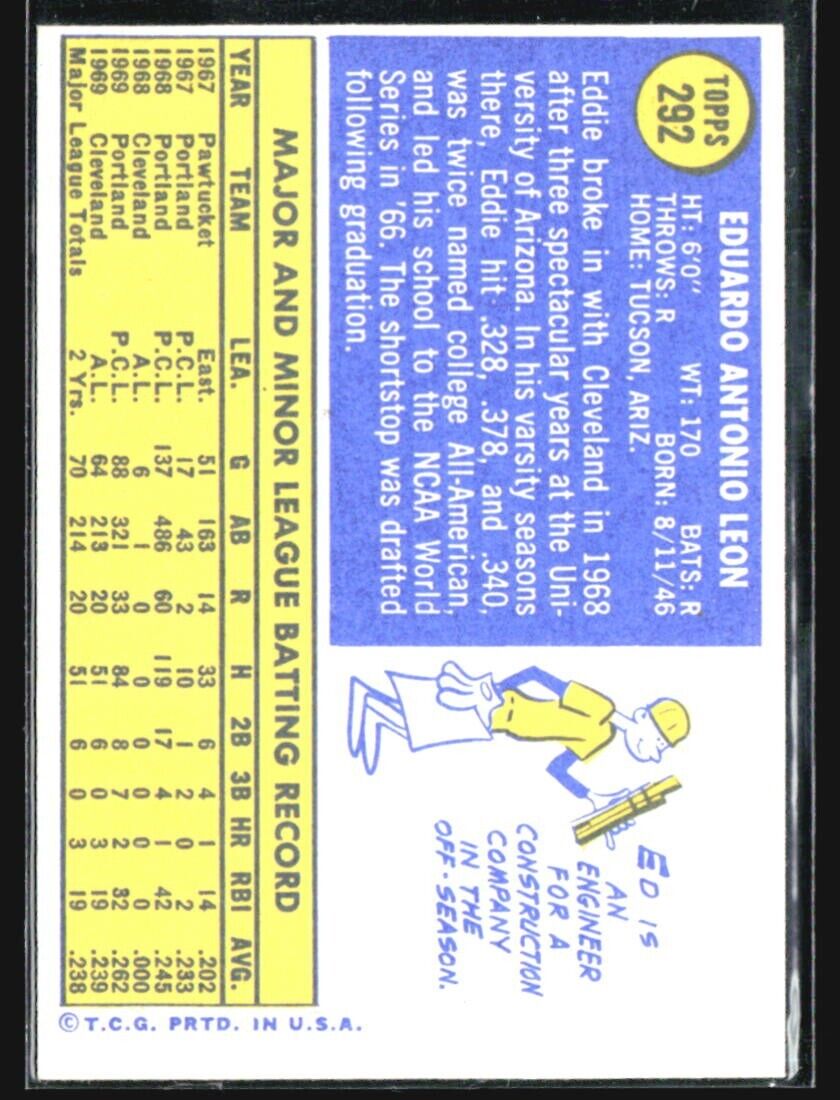 TOPPS
292
EDUARDO ANTONIO LEON
HT: 6'0" WT: 170 BATS: R
THROWS: R BORN: 8/11/46
HOME: TUCSON, ARIZ.
Eddie broke in with Cleveland in 1968
after three spectacular years at the Uni-
versity of Arizona. In his varsity seasons
there, Eddie hit .328, .378, and .340,
was twice named college All-American,
and led his school to the NCAA World
Series in '66. The shortstop was drafted
following graduation.
ED IS
AN
ENGINEER
FOR A
CONSTRUCTION
COMPANY
IN THE
OFF-SEASON.
MAJOR AND MINOR LEAGUE BATTING RECORD
YEAR TEAM LEA. G AB R H 2B 3B HR RBI AVG.
1967 Pawtucket East. 51 163 14 33 6 4 1 14 .202
1967 Portland P.C.L. 17 43 2 10 1 2 0 2 .233
1968 Portland P.C.L. 137 486 60 119 17 4 1 42 .245
1968 Cleveland A.L. 6 1 0 0 0 0 0 0 .000
1969 Portland P.C.L. 88 321 33 84 8 7 2 32 .262
1969 Cleveland A.L. 64 213 20 51 6 0 3 19 .239
Major League Totals 2 Yrs. 70 214 20 51 6 0 3 19 .238
© T.C.G. PRTD. IN U.S.A.